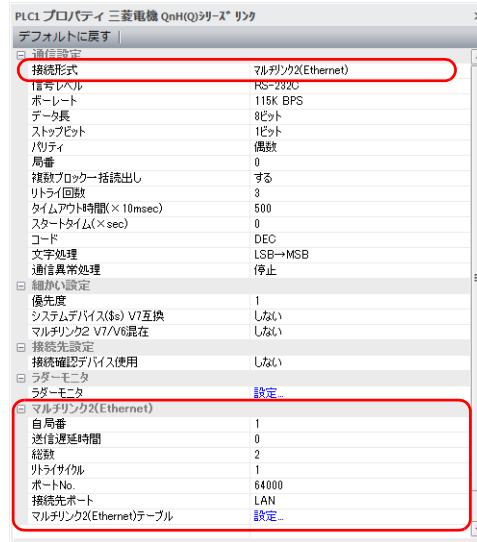 PLC1 プロパティ 三菱電機 QnH(Q)シリーズ リンク
デフォルトに戻す
通信設定
接続形式 マルチリンク2(Ethernet)
信号レベル RS-232C
ボーレート 115K BPS
データ長 8ビット
ストップビット 1ビット
パリティ 偶数
局番 0
複数ブロック一括読出し する
リトライ回数 3
タイムアウト時間(×10msec) 500
スタートタイム(×sec) 0
コード DEC
文字処理 LSB→MSB
通信異常処理 停止
細かい設定
優先度 1
システムデバイス($s) V7互換 しない
マルチリンク2 V7/V6混在 しない
接続先設定
接続確認デバイス使用 しない
ラダーモニタ
ラダーモニタ 設定...
マルチリンク2(Ethernet)
自局番 1
送信遅延時間 0
総数 2
リトライサイクル 1
ポートNo. 64000
接続先ポート LAN
マルチリンク2(Ethernet)テーブル 設定...